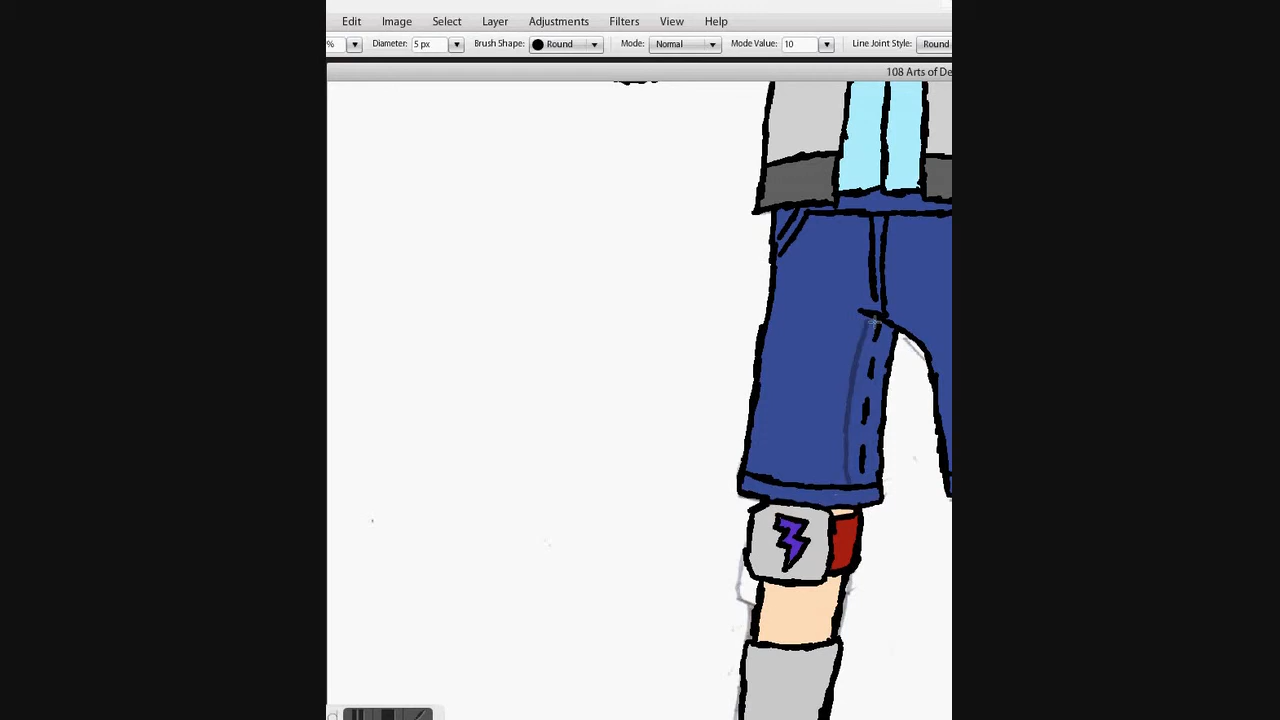 Edit Image Select Layer Adjustments Filters View Help
% Diameter: 5 px Brush Shape: Round Mode: Normal Mode Value: 10 Line Joint Style: Round
108 Arts of De